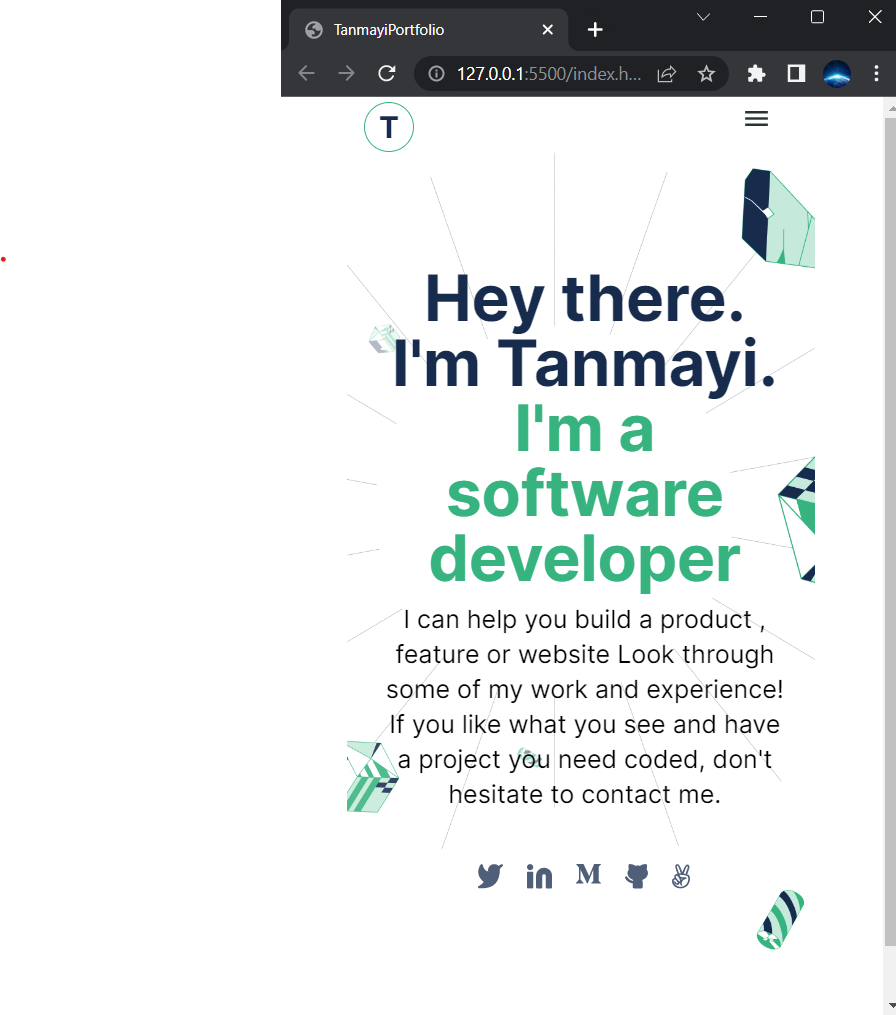 TanmayiPortfolio
127.0.0.1:5500/index.h...
T
Hey there.
I'm Tanmayi.
I'm a
software
developer
I can help you build a product ,
feature or website Look through
some of my work and experience!
If you like what you see and have
a project you need coded, don't
hesitate to contact me.